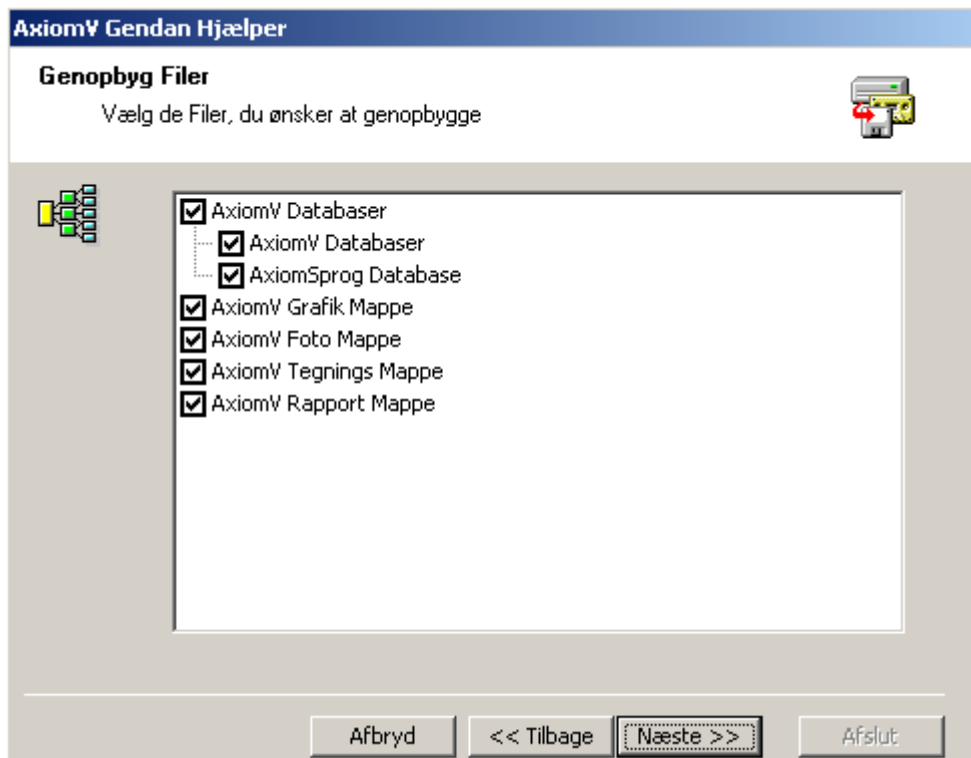 AxiomV Gendan Hjælper
Genopbyg Filer
Vælg de Filer, du ønsker at genopbygge
AxiomV Databaser
AxiomV Databaser
AxiomSprog Database
AxiomV Grafik Mappe
AxiomV Foto Mappe
AxiomV Tegnings Mappe
AxiomV Rapport Mappe
Afbryd << Tilbage Næste >> Afslut